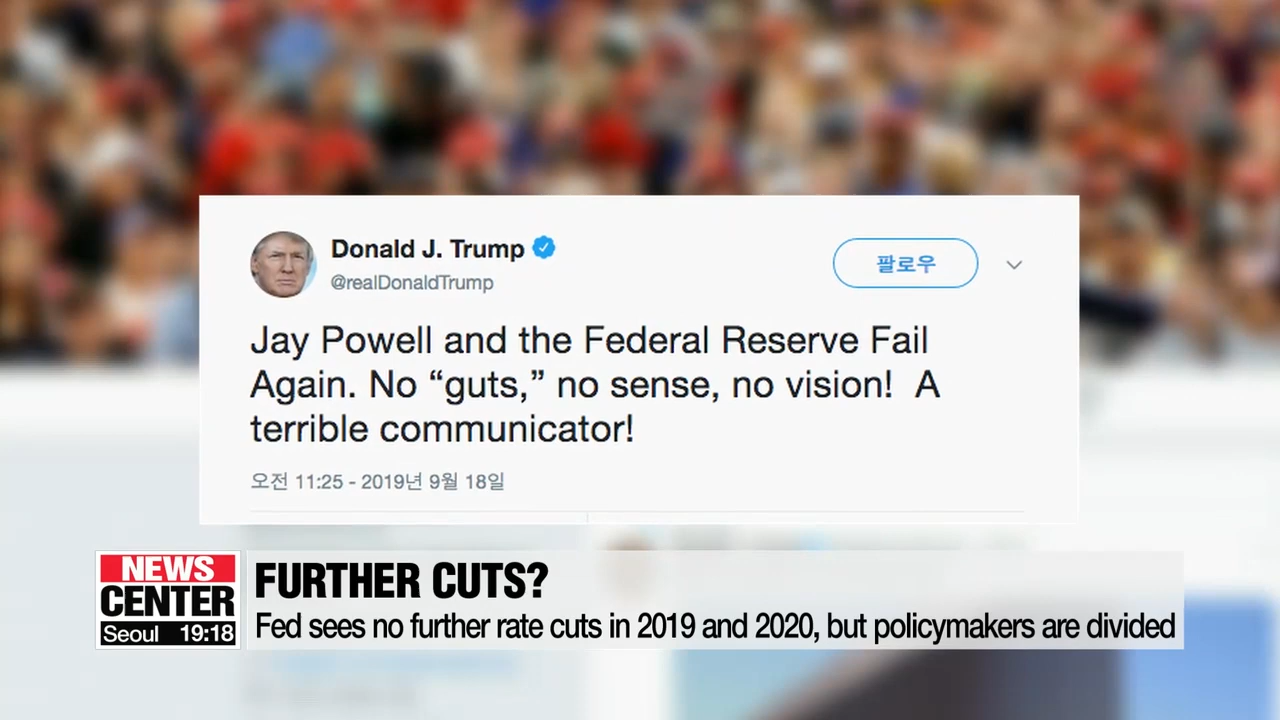 Donald J. Trump
@realDonaldTrump
팔로우
Jay Powell and the Federal Reserve Fail
Again. No “guts,” no sense, no vision!  A
terrible communicator!
오전 11:25 - 2019년 9월 18일
NEWS
CENTER
Seoul 19:18
FURTHER CUTS?
Fed sees no further rate cuts in 2019 and 2020, but policymakers are divided